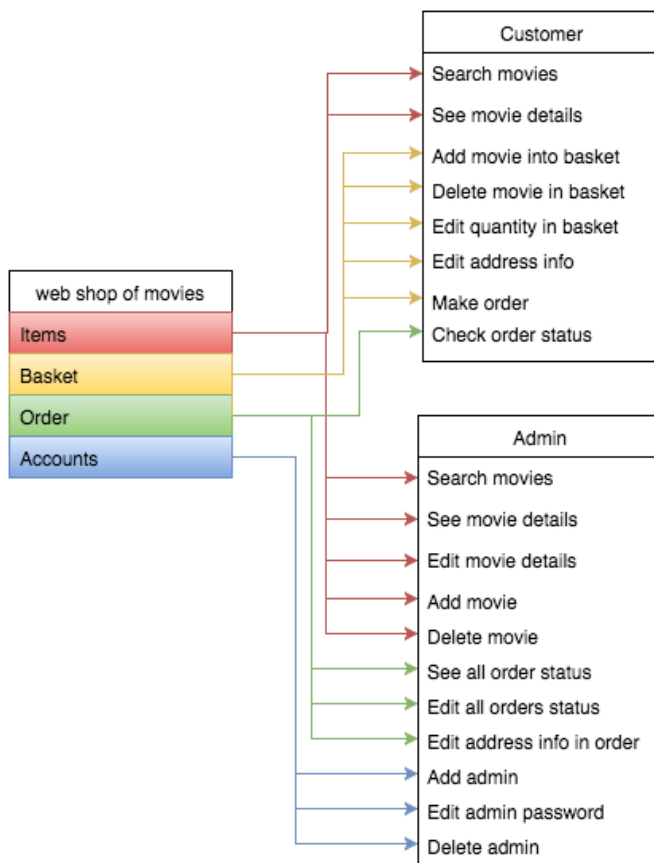 Customer
Search movies
See movie details
Add movie into basket
Delete movie in basket
Edit quantity in basket
Edit address info
Make order
Check order status
web shop of movies
Items
Basket
Order
Accounts
Admin
Search movies
See movie details
Edit movie details
Add movie
Delete movie
See all order status
Edit all orders status
Edit address info in order
Add admin
Edit admin password
Delete admin